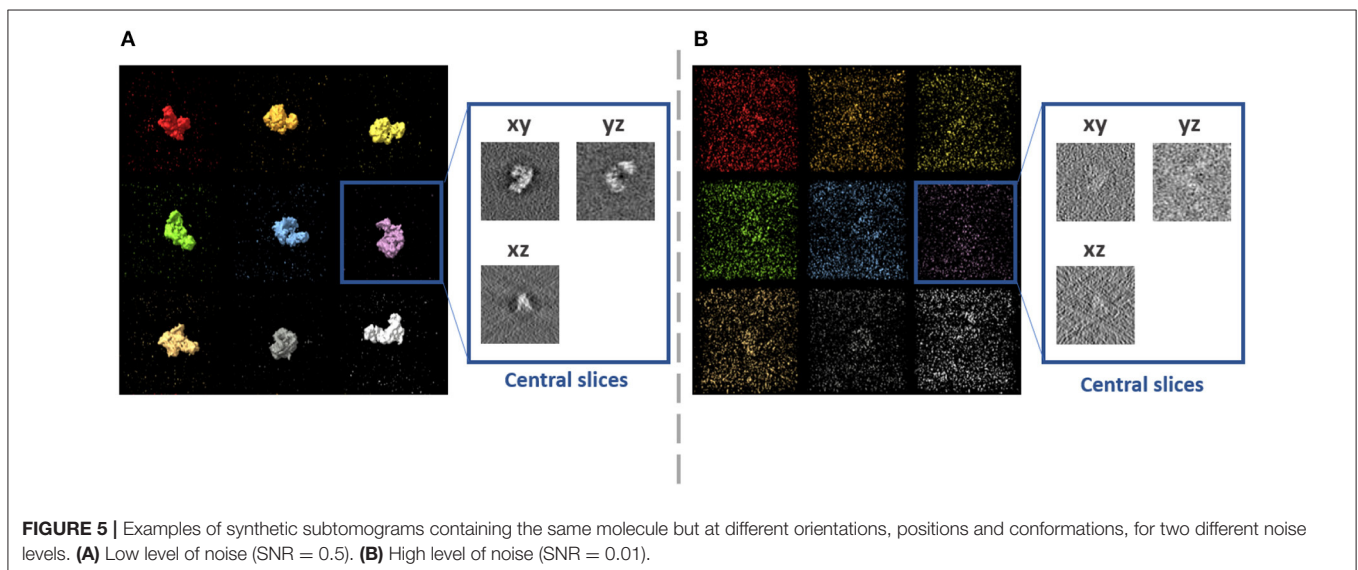 A
B
xy yz
xz
Central slices
xy yz
xz
Central slices
FIGURE 5 | Examples of synthetic subtomograms containing the same molecule but at different orientations, positions and conformations, for two different noise
levels. (A) Low level of noise (SNR = 0.5). (B) High level of noise (SNR = 0.01).